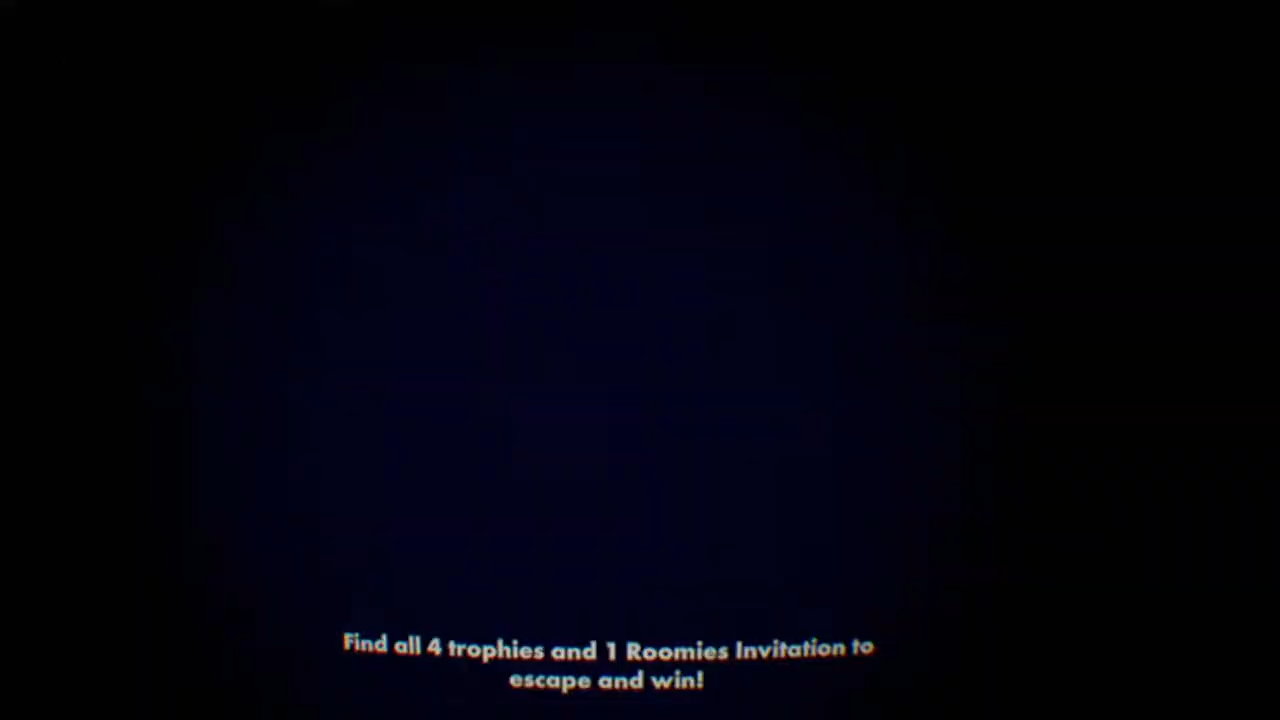 Find all 4 trophies and 1 Roomies Invitation to
escape and win!